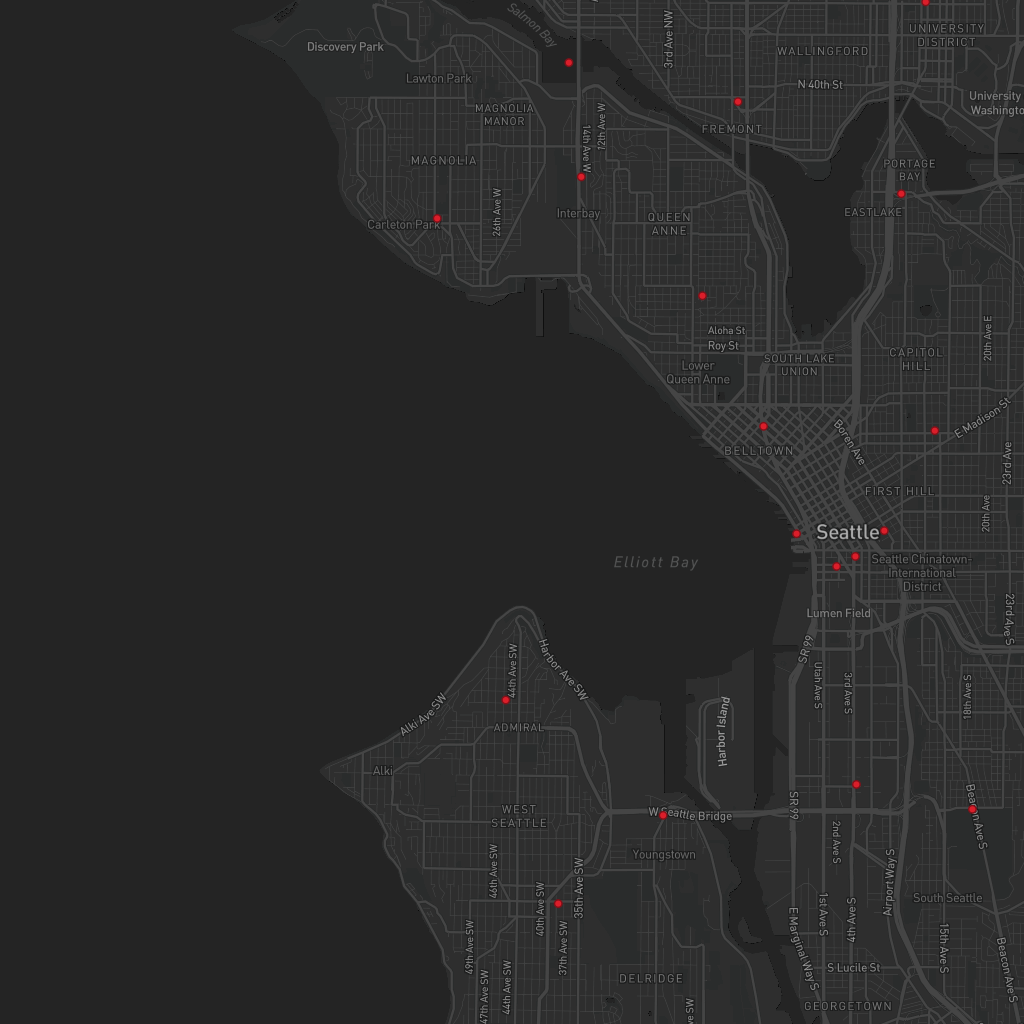 Salmon Bay
3rd Ave NW
UNIVERSITY
DISTRICT
Discovery Park
WALLINGFORD
Lawton Park
N 40th St
MAGNOLIA
MANOR
12th Ave W
14th Ave W
FREMONT
University
Washingto
MAGNOLIA
PORTAGE
BAY
26th Ave W
Carleton Park
Interbay
QUEEN
ANNE
EASTLAKE
Aloha St
Roy St
20th Ave E
CAPITOL
HILL
SOUTH LAKE
UNION
Lower
Queen Anne
E Madison St
Boren Ave
BELLTOWN
23rd Ave
FIRST HILL
20th Ave
Seattle
Elliott Bay
Seattle Chinatown-
International
District
Lumen Field
23rd Ave S
SR 99
Harbor Ave SW
44th Ave SW
Utah Ave S
3rd Ave S
18th Ave S
Alki Ave SW
ADMIRAL
Harbor Island
Alki
WEST
SEATTLE
W Seattle Bridge
SR 99
Beacon Ave S
2nd Ave S
Youngstown
46th Ave SW
35th Ave SW
40th Ave SW
Airport Way S
South Seattle
1st Ave S
4th Ave S
15th Ave S
49th Ave SW
37th Ave SW
E Marginal Way S
Beacon Ave S
47th Ave SW
44th Ave SW
DELRIDGE
S Lucile St
ve SW
GEORGETOWN